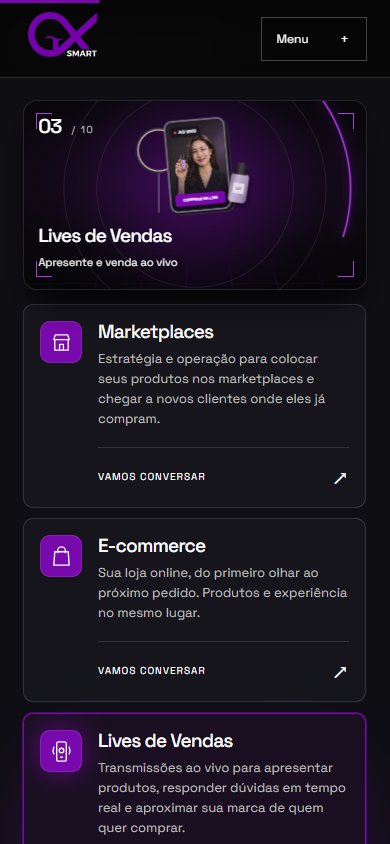 SMART
Menu +
03 / 10
AO VIVO
Lives de Vendas
Apresente e venda ao vivo
Marketplaces
Estratégia e operação para colocar
seus produtos nos marketplaces e
chegar a novos clientes onde eles já
compram.
VAMOS CONVERSAR ↗
E-commerce
Sua loja online, do primeiro olhar ao
próximo pedido. Produtos e experiência
no mesmo lugar.
VAMOS CONVERSAR ↗
Lives de Vendas
Transmissões ao vivo para apresentar
produtos, responder dúvidas em tempo
real e aproximar sua marca de quem
quer comprar.